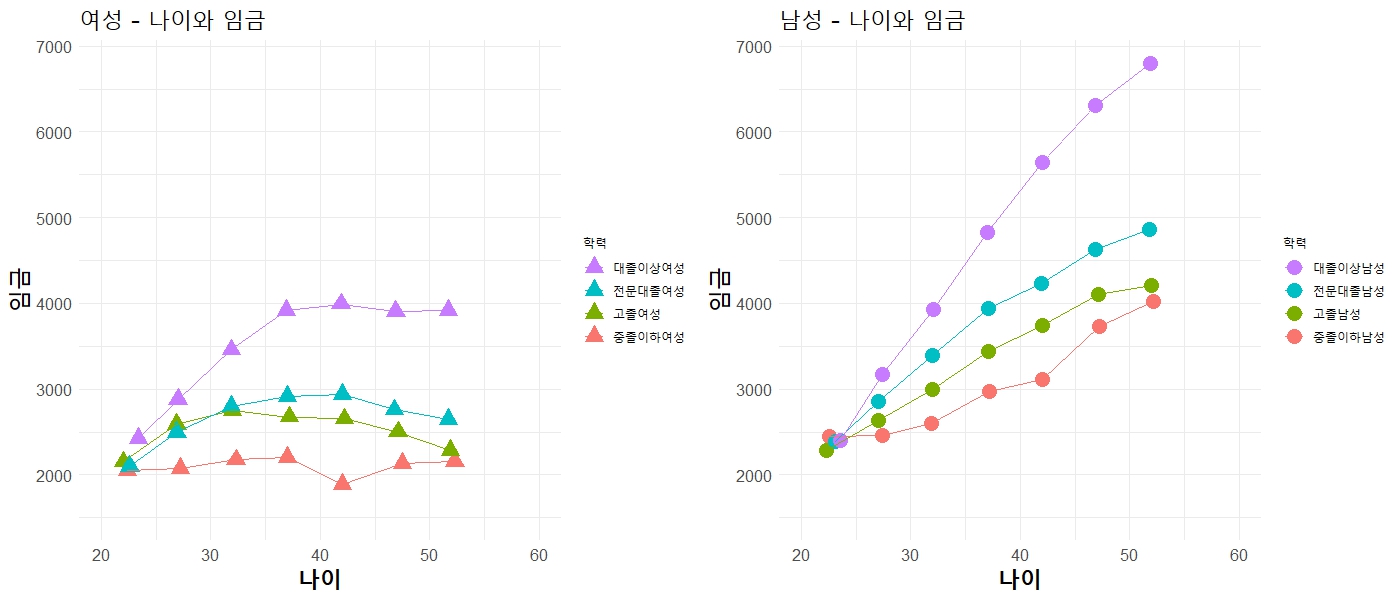 여성 - 나이와 임금
7000
6000
5000
4000
3000
2000
임금
20
30
40
50
60
나이
학력
대졸이상여성
전문대졸여성
고졸여성
중졸이하여성
남성 - 나이와 임금
7000
6000
5000
4000
3000
2000
임금
20
30
40
50
60
나이
학력
대졸이상남성
전문대졸남성
고졸남성
중졸이하남성